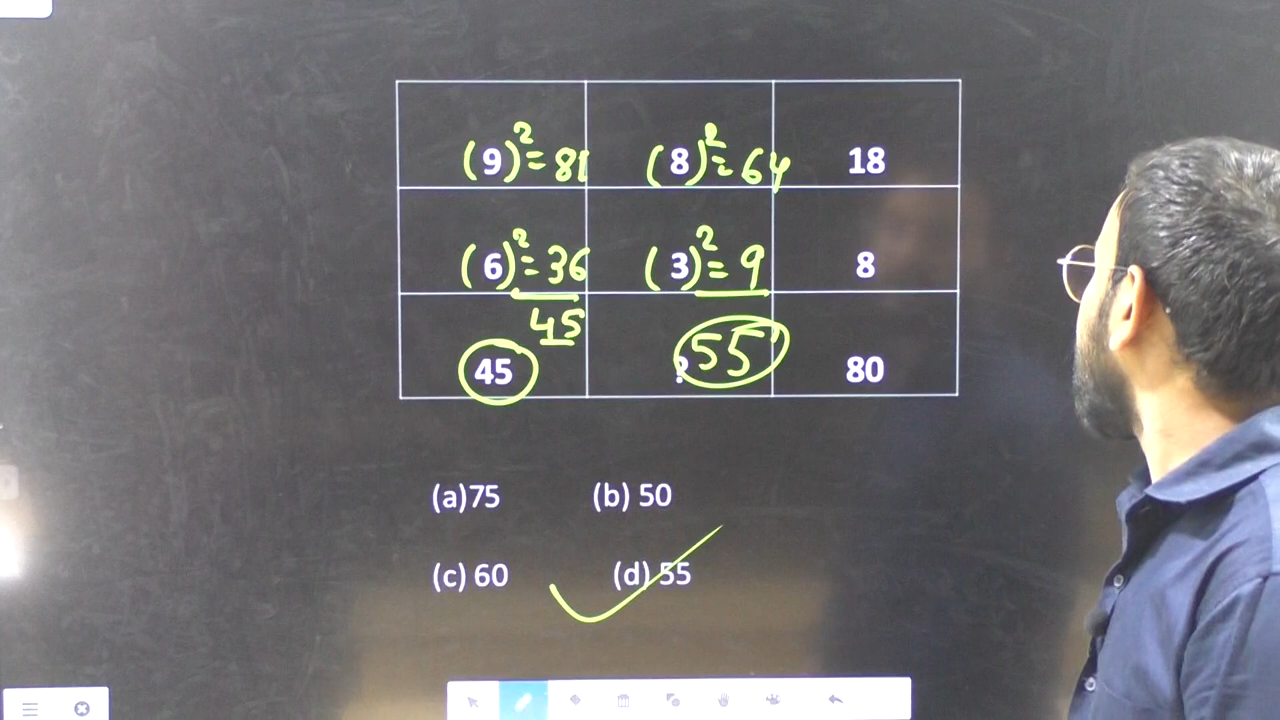 (9)²=81 (8)²=64 18
(6)²=36 (3)²=9 8
45
45 ? 55 80
(a)75 (b) 50
(c) 60 (d) 55